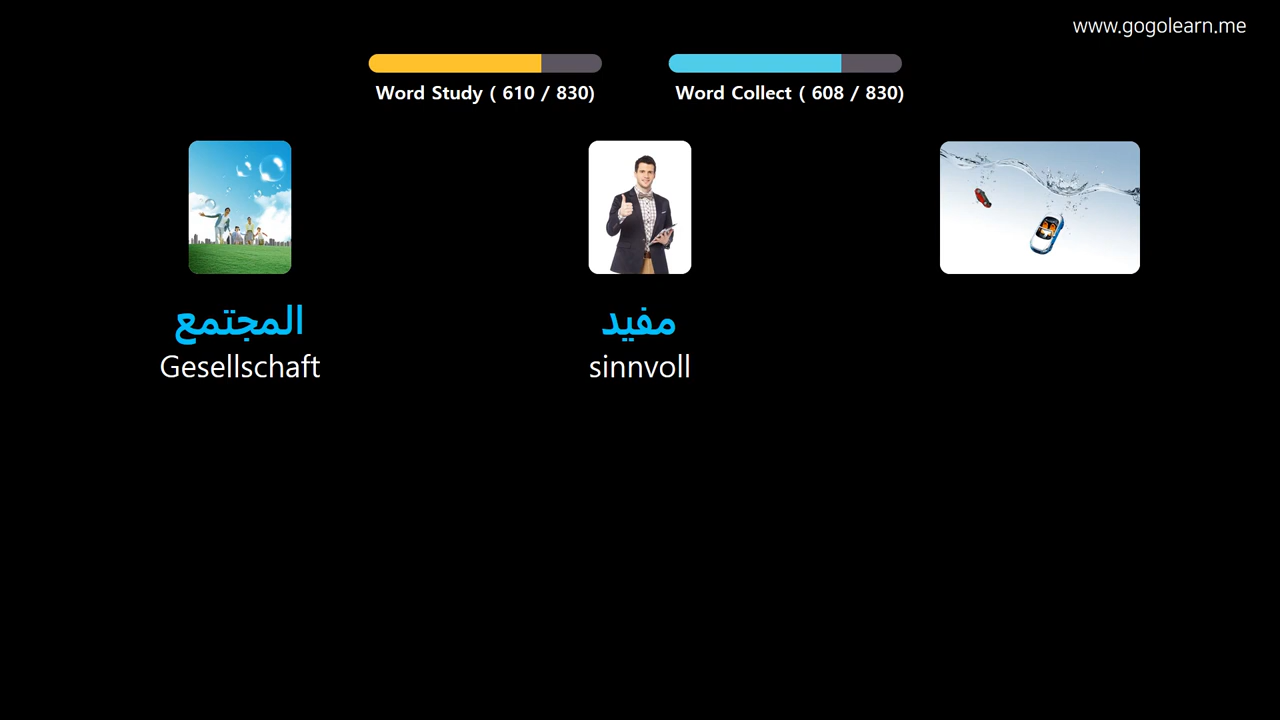 www.gogolearn.me
Word Study ( 610 / 830)
Word Collect ( 608 / 830)
المجتمع
Gesellschaft
مفيد
sinnvoll